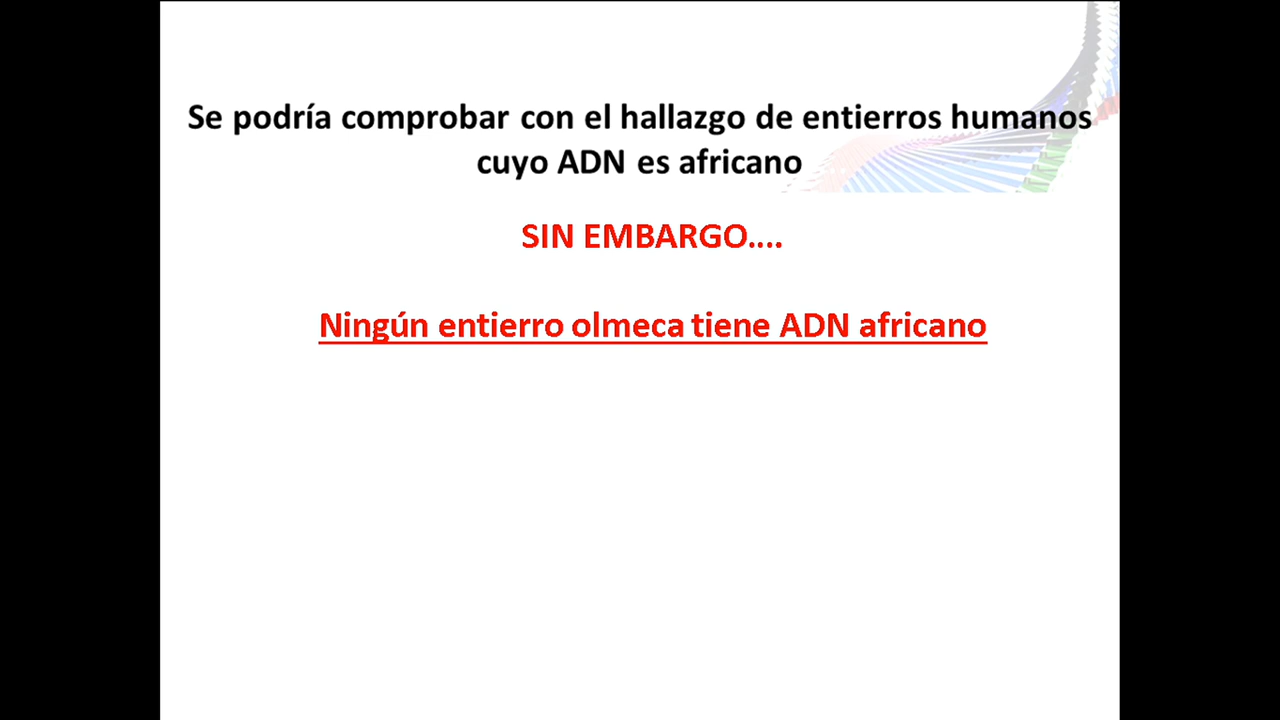 Se podría comprobar con el hallazgo de entierros humanos
cuyo ADN es africano
SIN EMBARGO....
Ningún entierro olmeca tiene ADN africano